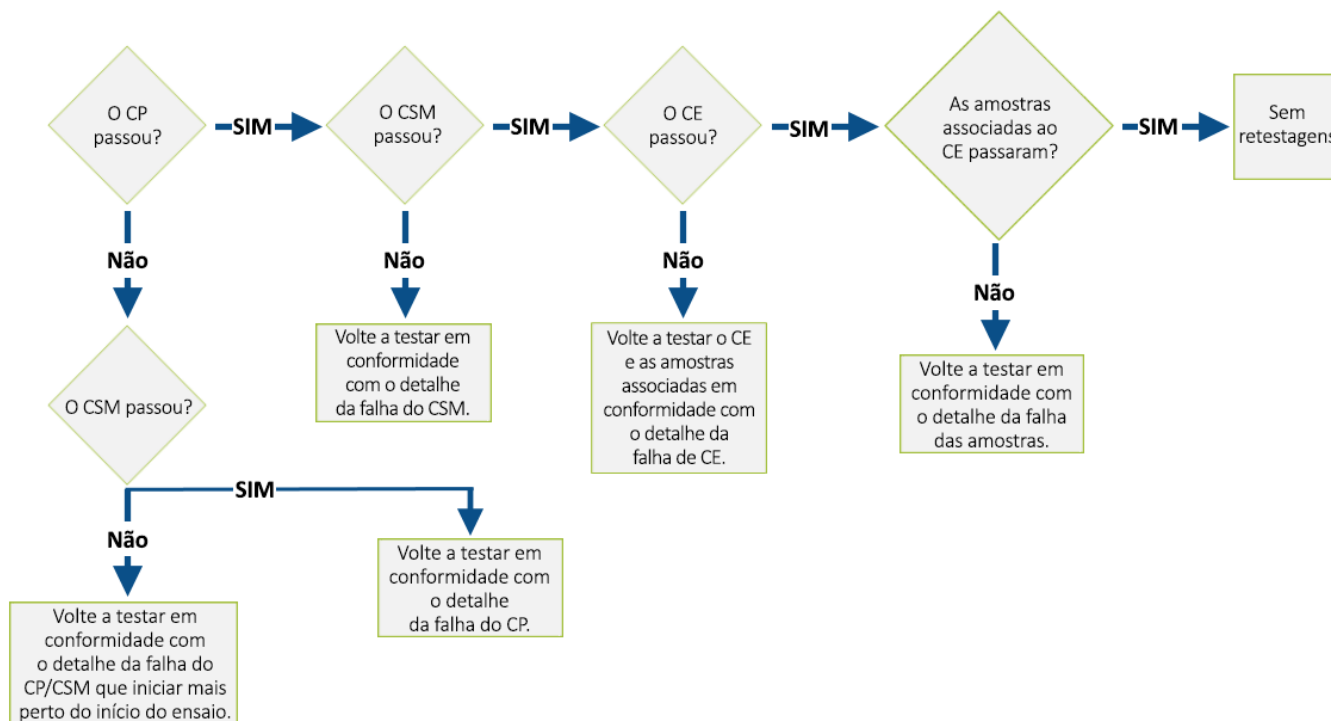 O CP
passou?
SIM
O CSM
passou?
SIM
O CE
passou?
SIM
As amostras
associadas ao
CE passaram?
SIM
Sem
retestagens
Não
Não
Não
Não
O CSM passou?
Volte a testar em
conformidade
com o detalhe
da falha do CSM.
Volte a testar o CE
e as amostras
associadas em
conformidade com
o detalhe da
falha de CE.
Volte a testar em
conformidade com
o detalhe da falha
das amostras.
SIM
Não
Volte a testar em
conformidade com
o detalhe
da falha do CP.
Volte a testar em
conformidade com
o detalhe da falha do
CP/CSM que iniciar mais
perto do início do ensaio.